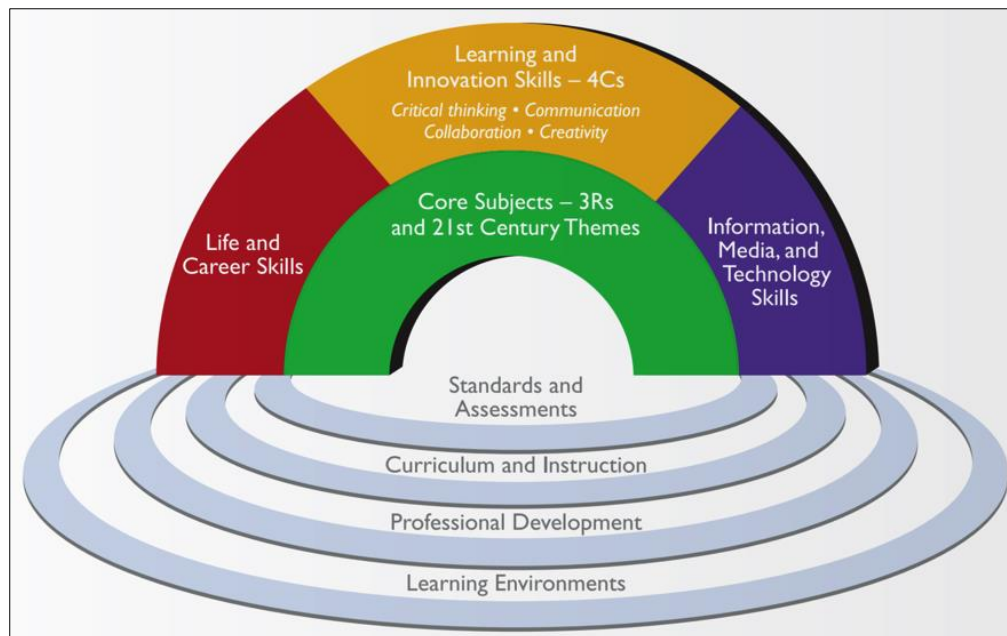 Learning and
Innovation Skills – 4Cs
Critical thinking • Communication
Collaboration • Creativity
Core Subjects – 3Rs
and 21st Century Themes
Life and
Career Skills
Information,
Media, and
Technology
Skills
Standards and
Assessments
Curriculum and Instruction
Professional Development
Learning Environments